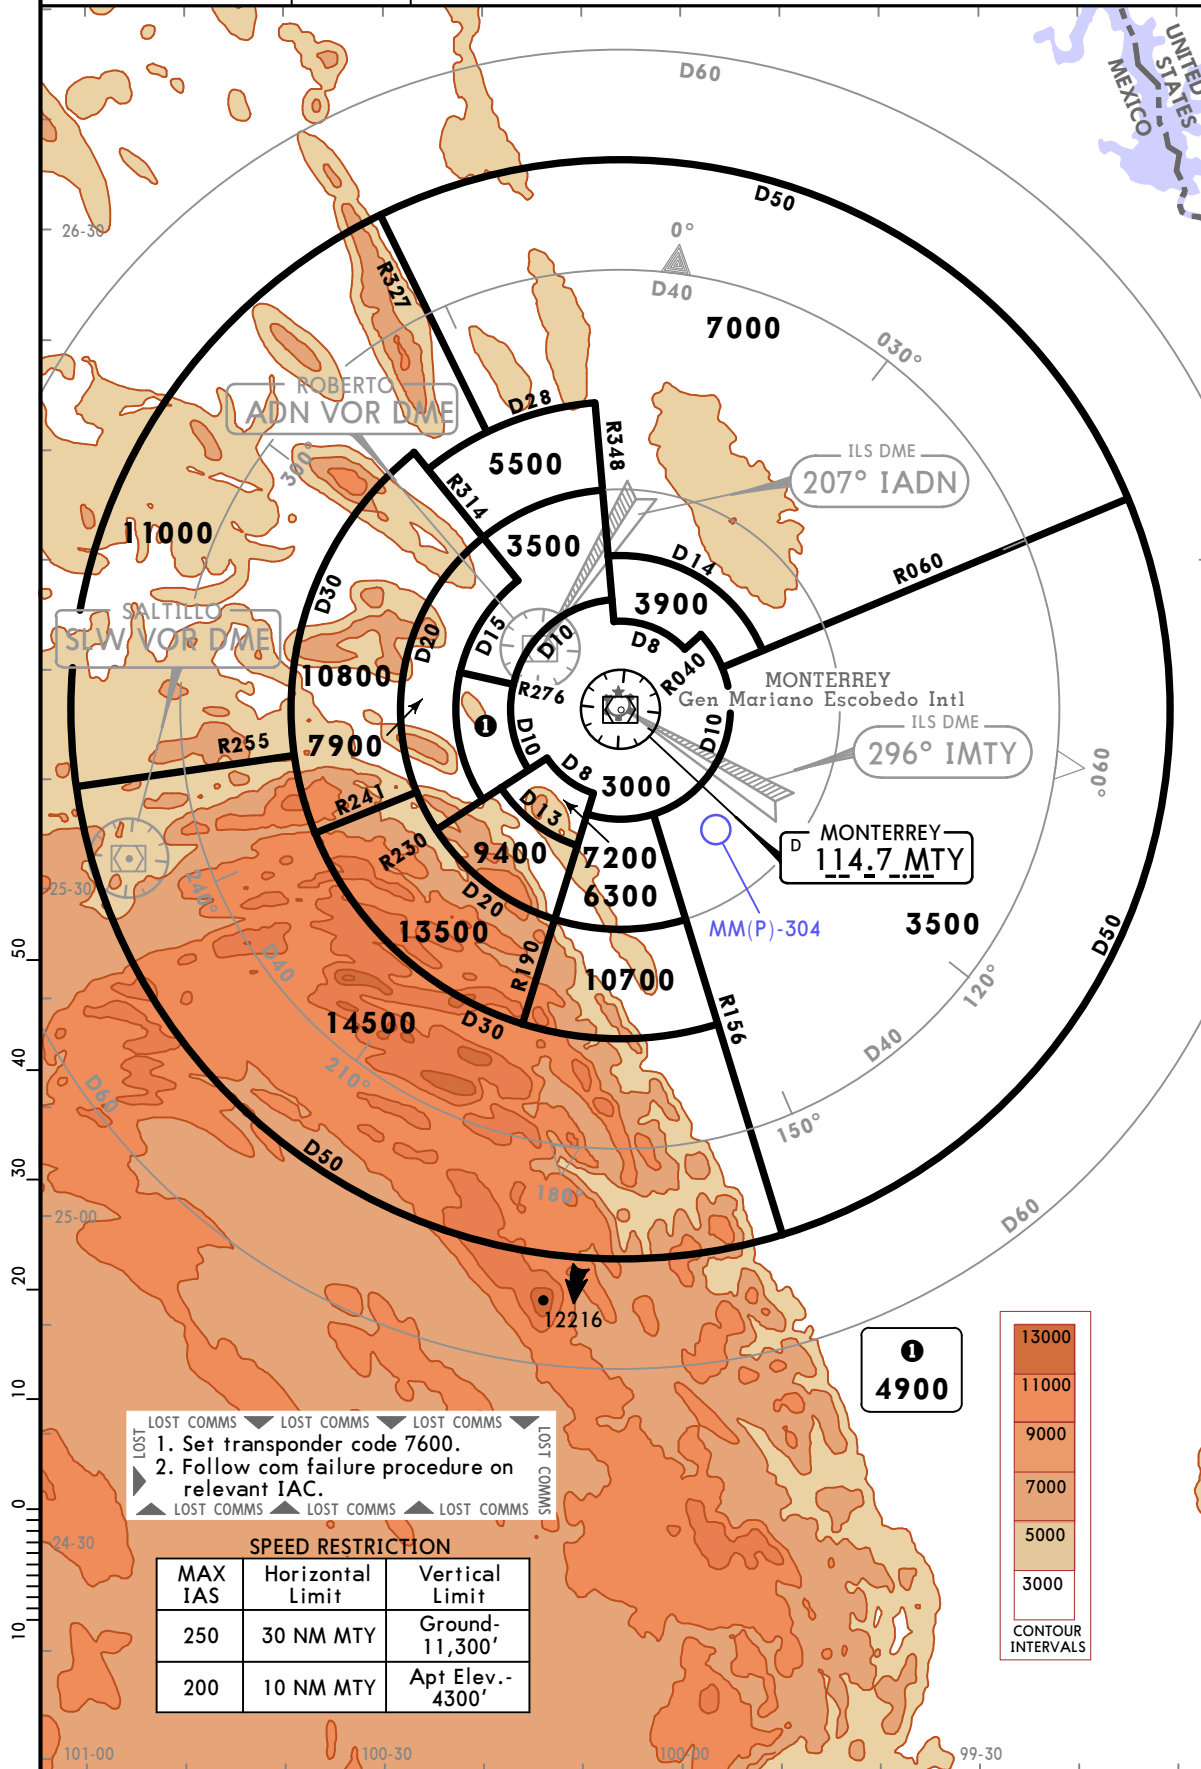 D60
UNITED
STATES
MEXICO
D50
26-30
0°
R327
D40
7000
030°
ROBERTO
ADN VOR DME
D28
R348
300°
5500
ILS DME
207° IADN
R314
11000
3500
D14
R060
D30
3900
SALTILLO
SLW VOR DME
D15
D10
D8
D20
R040
10800
R276
MONTERREY
Gen Mariano Escobedo Intl
1
ILS DME
296° IMTY
R255
7900
D10
D10
D8
3000
090°
R241
D13
MONTERREY
D 114.7 MTY
R230
9400
7200
6300
25-30
240°
D20
MM(P)-304
3500
13500
D50
50
D40
R190
10700
120°
14500
D30
R156
D40
40
210°
D60
150°
30
D50
180°
D60
25-00
20
12216
1
4900
13000
11000
9000
7000
5000
3000
CONTOUR
INTERVALS
10
LOST COMMS LOST COMMS LOST COMMS
LOST
1. Set transponder code 7600.
2. Follow com failure procedure on
relevant IAC.
LOST COMMS
LOST COMMS LOST COMMS LOST COMMS
0
24-30
SPEED RESTRICTION
MAX IAS Horizontal Limit Vertical Limit
250 30 NM MTY Ground-11,300'
200 10 NM MTY Apt Elev.-4300'
10
101-00
100-30
100-00
99-30